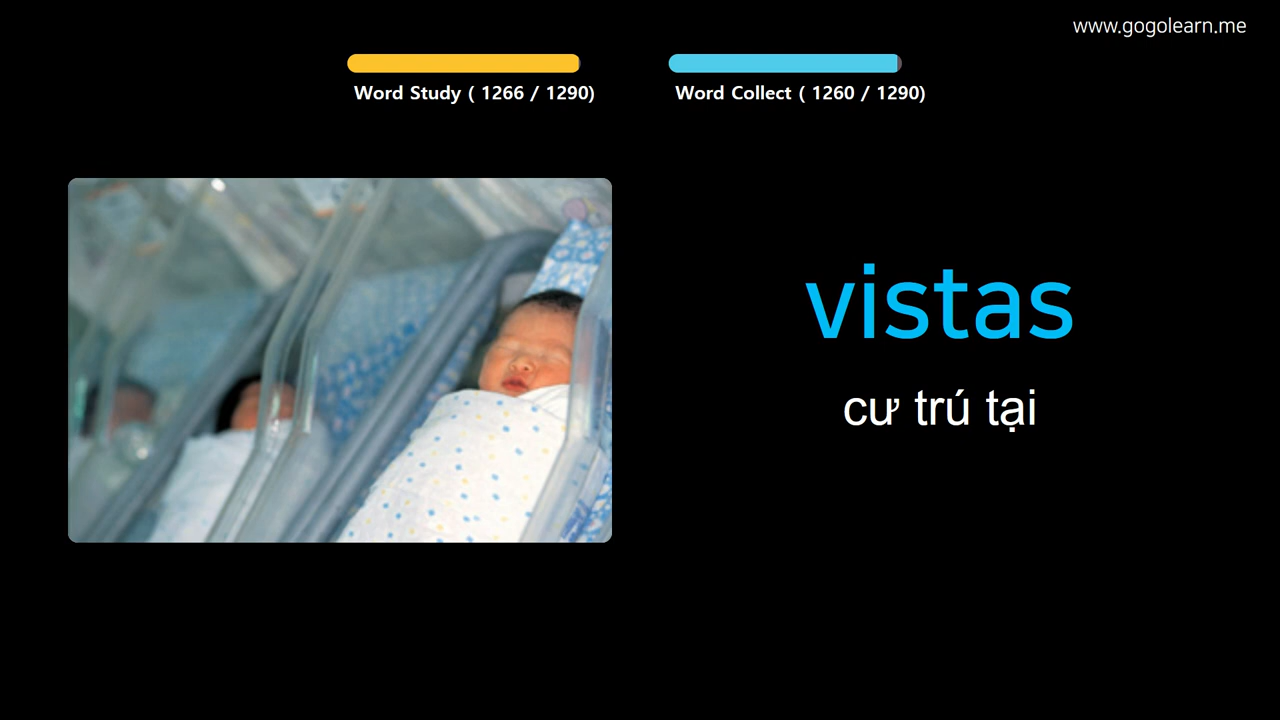 www.gogolearn.me
Word Study ( 1266 / 1290)
Word Collect ( 1260 / 1290)
vistas
cư trú tại